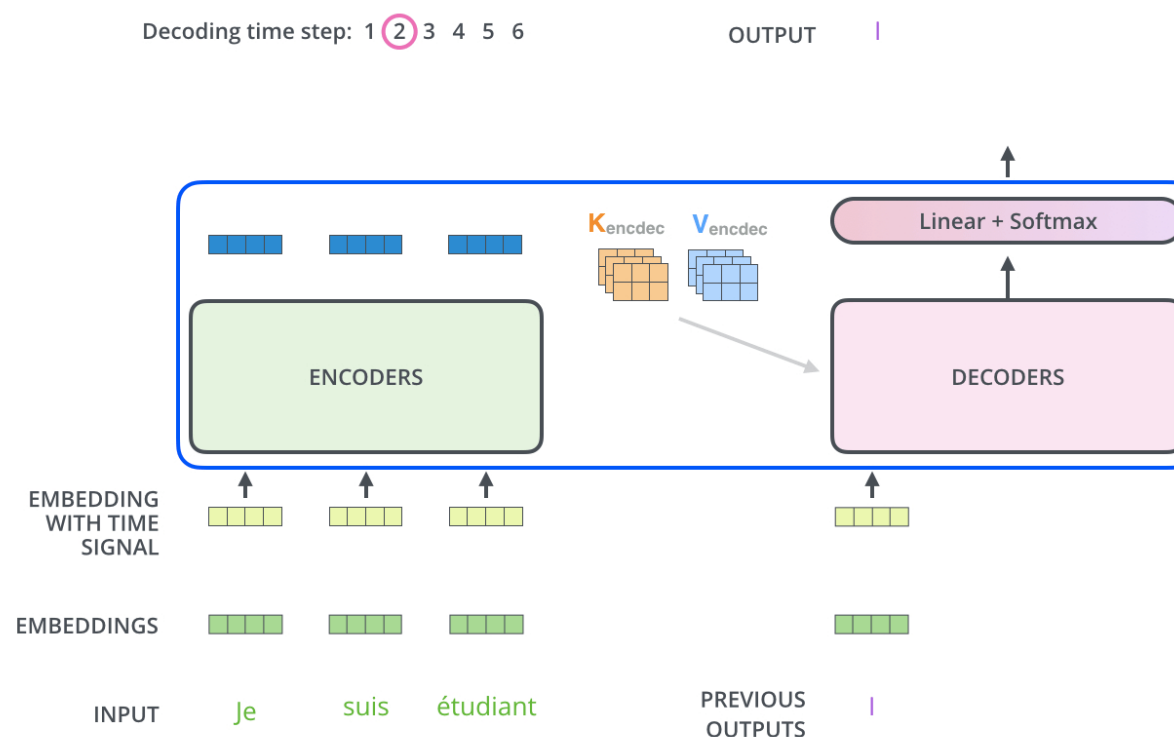 Decoding time step: 1 2 3 4 5 6
OUTPUT I
Kencdec Vencdec
Linear + Softmax
ENCODERS
DECODERS
EMBEDDING
WITH TIME
SIGNAL
EMBEDDINGS
INPUT Je suis étudiant
PREVIOUS
OUTPUTS I